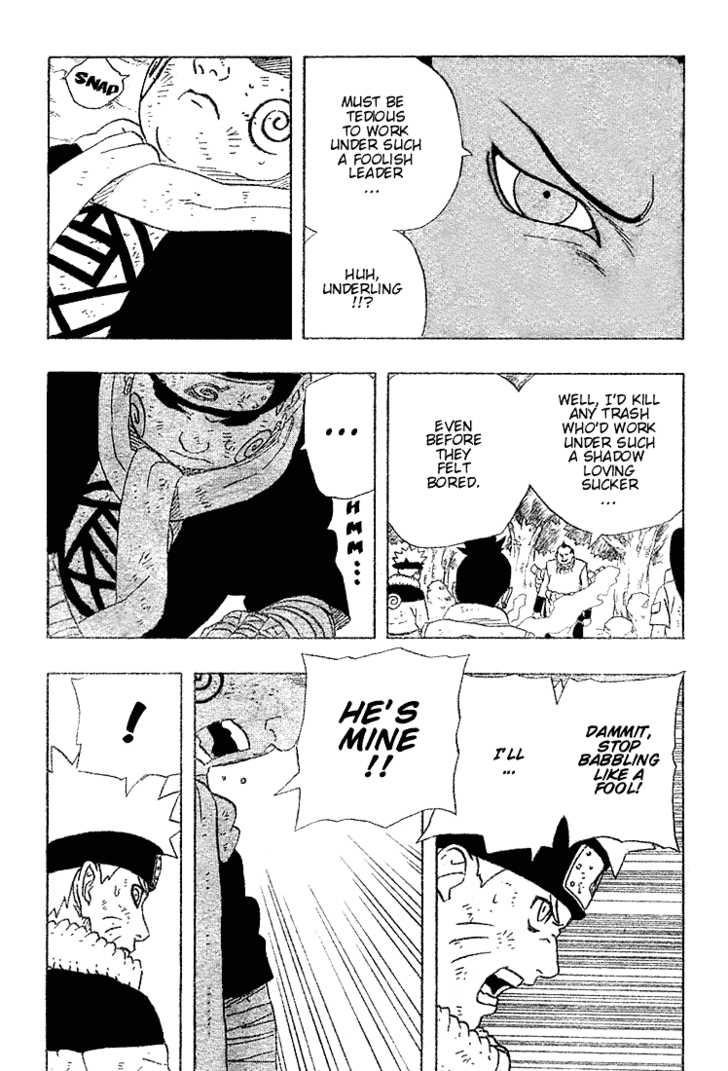 MUST BE
TEDIOUS
TO WORK
UNDER SUCH
A FOOLISH
LEADER
...
HUH,
UNDERLING
!!?
SNAP
WELL, I'D KILL
ANY TRASH
WHO'D WORK
UNDER SUCH
A SHADOW
LOVING
SUCKER
...
EVEN
BEFORE
THEY
FELT
BORED.
...
HMM...
DAMMIT,
STOP
BABBLING
LIKE A
FOOL!
I'LL
...
HE'S
MINE
!!
!